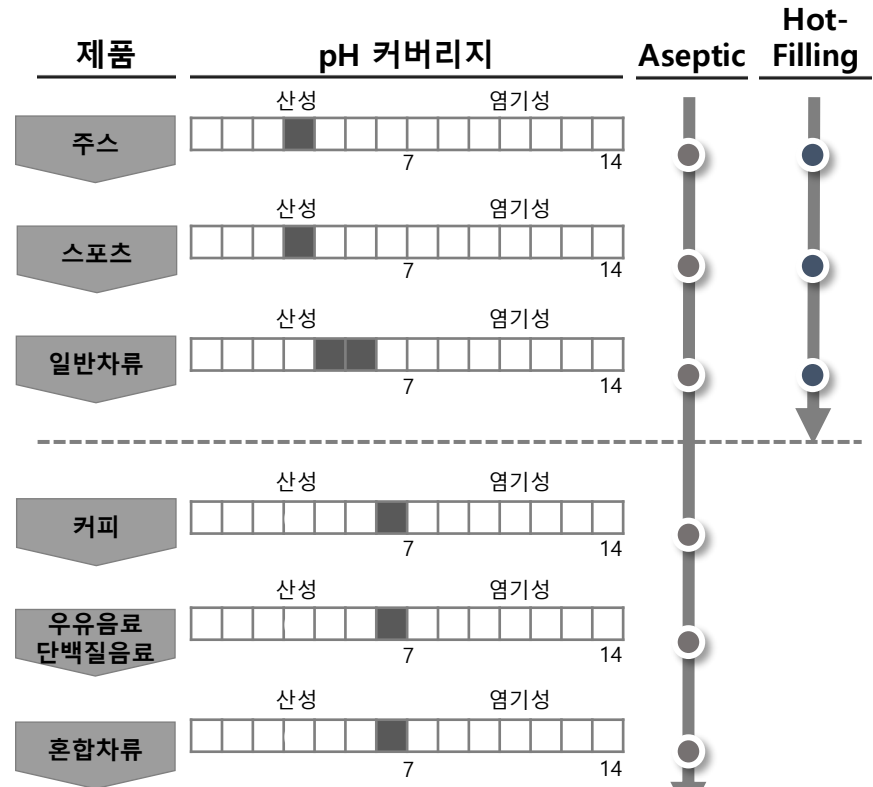 제품
pH 커버리지
Aseptic
Hot-
Filling
산성 염기성
주스
7 14
산성 염기성
스포츠
7 14
산성 염기성
일반차류
7 14
산성 염기성
커피
7 14
산성 염기성
우유음료
단백질음료
7 14
산성 염기성
혼합차류
7 14